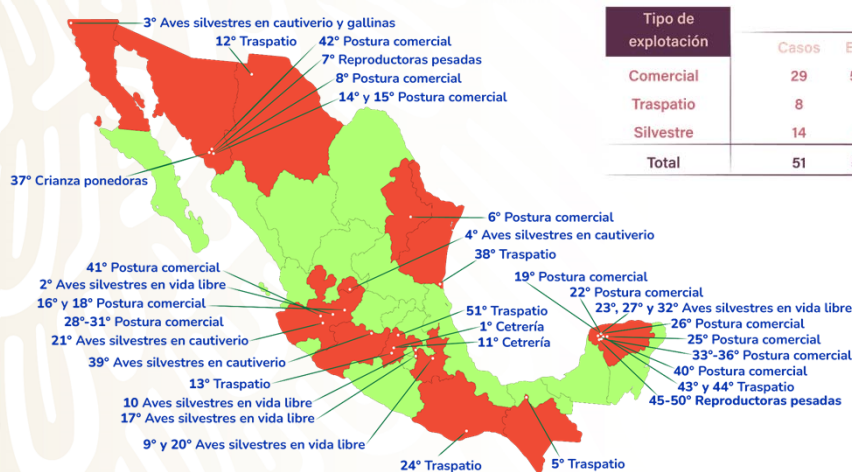 3° Aves silvestres en cautiverio y gallinas
12° Traspatio
42° Postura comercial
7° Reproductoras pesadas
8° Postura comercial
14° y 15° Postura comercial
37° Crianza ponedoras
6° Postura comercial
4° Aves silvestres en cautiverio
38° Traspatio
41° Postura comercial
2° Aves silvestres en vida libre
16° y 18° Postura comercial
28°-31° Postura comercial
21° Aves silvestres en cautiverio
39° Aves silvestres en cautiverio
13° Traspatio
10 Aves silvestres en vida libre
17° Aves silvestres en vida libre
9° y 20° Aves silvestres en vida libre
51° Traspatio
1° Cetrería
11° Cetrería
24° Traspatio
5° Traspatio
19° Postura comercial
22° Postura comercial
23°, 27° y 32° Aves silvestres en vida libre
26° Postura comercial
25° Postura comercial
33°-36° Postura comercial
40° Postura comercial
43° y 44° Traspatio
45-50° Reproductoras pesadas
Tipo de
explotación
Casos
Comercial 29
Traspatio 8
Silvestre 14
Total 51